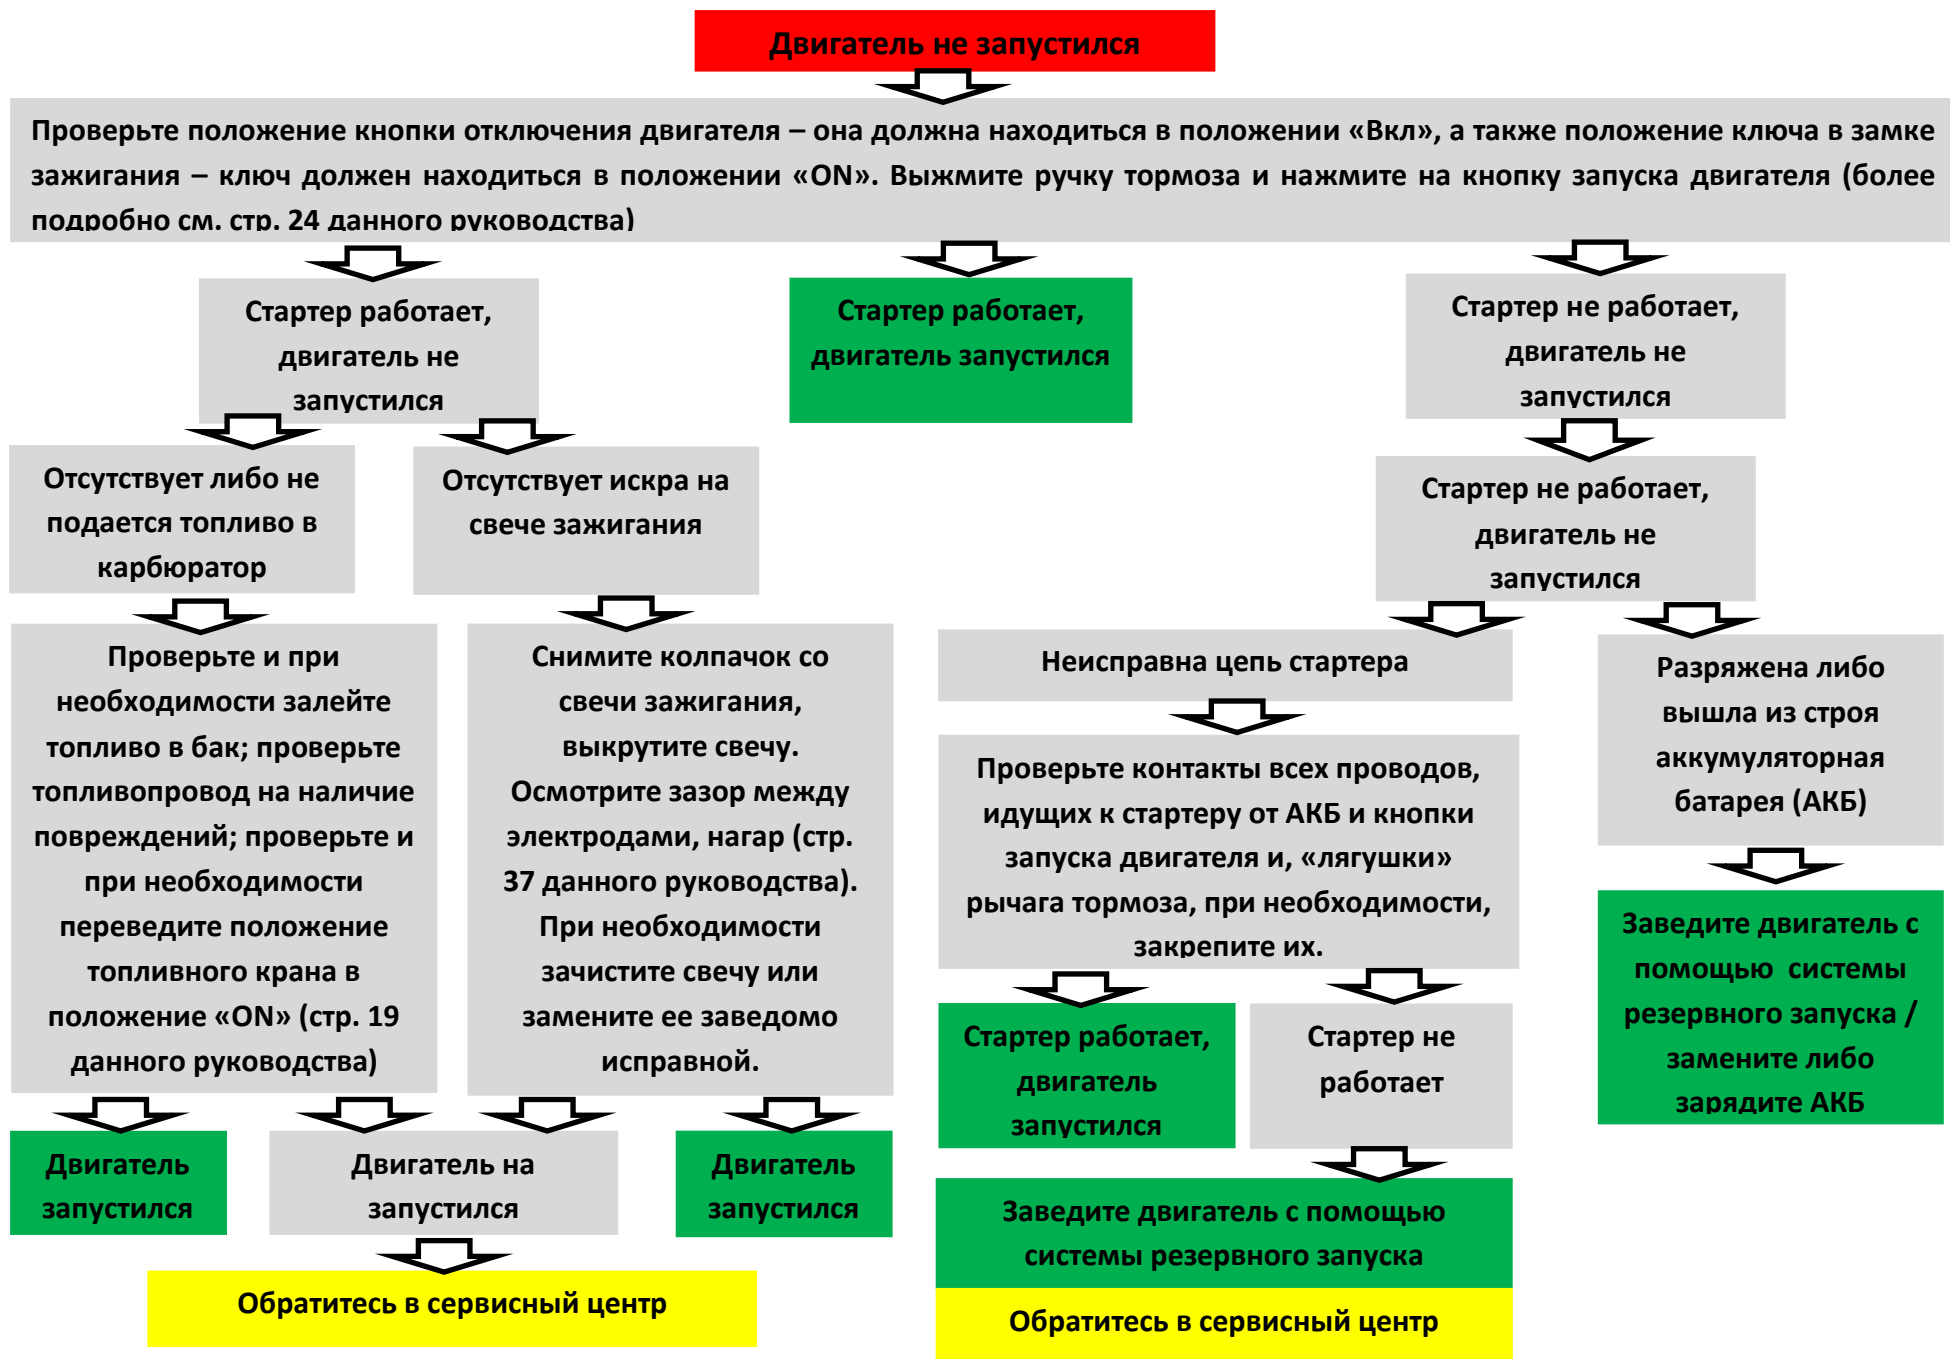 Двигатель не запустился
Проверьте положение кнопки отключения двигателя – она должна находиться в положении «Вкл», а также положение ключа в замке
зажигания – ключ должен находиться в положении «ON». Выжмите ручку тормоза и нажмите на кнопку запуска двигателя (более
подробно см. стр. 24 данного руководства)
Стартер работает,
двигатель не
запустился
Стартер работает,
двигатель запустился
Стартер не работает,
двигатель не
запустился
Отсутствует либо не
подается топливо в
карбюратор
Отсутствует искра на
свече зажигания
Стартер не работает,
двигатель не
запустился
Проверьте и при
необходимости залейте
топливо в бак; проверьте
топливопровод на наличие
повреждений; проверьте и
при необходимости
переведите положение
топливного крана в
положение «ON» (стр. 19
данного руководства)
Снимите колпачок со
свечи зажигания,
выкрутите свечу.
Осмотрите зазор между
электродами, нагар (стр.
37 данного руководства).
При необходимости
зачистите свечу или
замените ее заведомо
исправной.
Неисправна цепь стартера
Разряжена либо
вышла из строя
аккумуляторная
батарея (АКБ)
Проверьте контакты всех проводов,
идущих к стартеру от АКБ и кнопки
запуска двигателя и, «лягушки»
рычага тормоза, при необходимости,
закрепите их.
Заведите двигатель с
помощью системы
резервного запуска /
замените либо
зарядите АКБ
Стартер работает,
двигатель
запустился
Стартер не
работает
Двигатель
запустился
Двигатель на
запустился
Двигатель
запустился
Заведите двигатель с помощью
системы резервного запуска
Обратитесь в сервисный центр
Обратитесь в сервисный центр